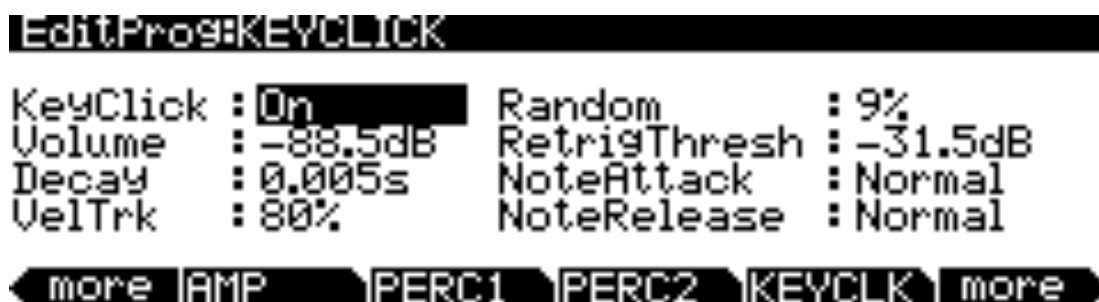 EditProg:KEYCLICK
KeyClick :On Random :9%
Volume :-88.5dB RetrigThresh :-31.5dB
Decay :0.005s NoteAttack :Normal
VelTrk :80% NoteRelease :Normal
more AMP PERC1 PERC2 KEYCLK more